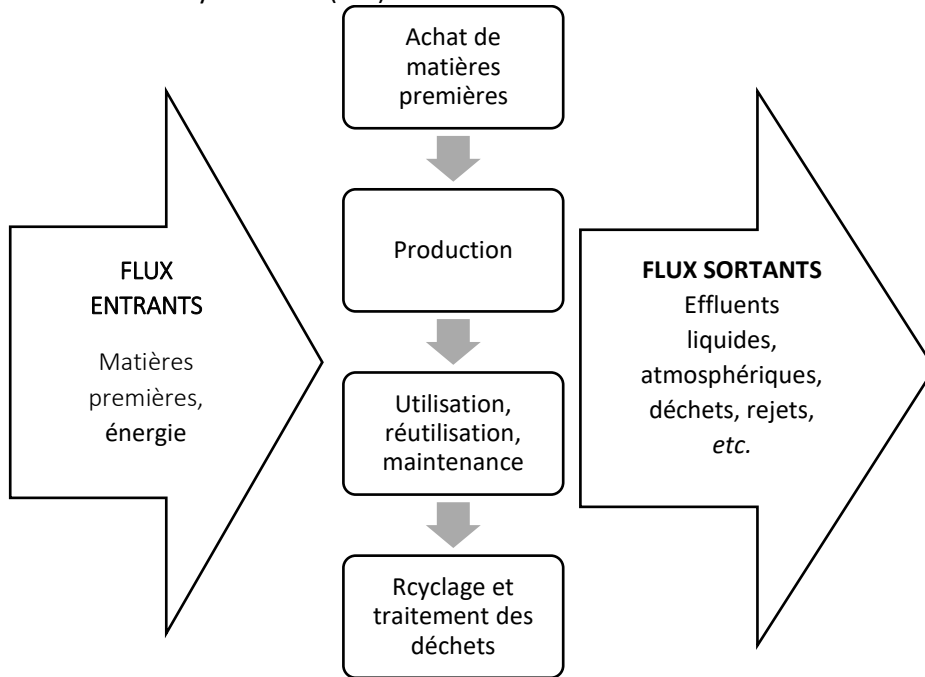 Achat de
matières
premières
Production
Utilisation,
réutilisation,
maintenance
Rcyclage et
traitement des
déchets
FLUX
ENTRANTS
Matières
premières,
énergie
FLUX SORTANTS
Effluents
liquides,
atmosphériques,
déchets, rejets,
etc.